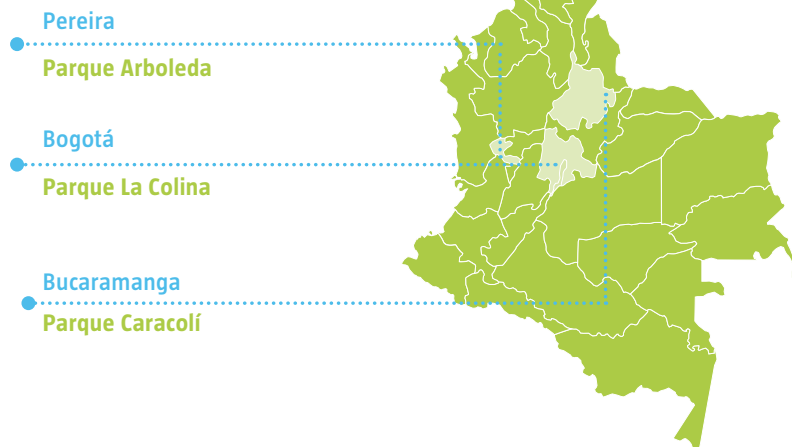 Pereira
Parque Arboleda
Bogotá
Parque La Colina
Bucaramanga
Parque Caracolí